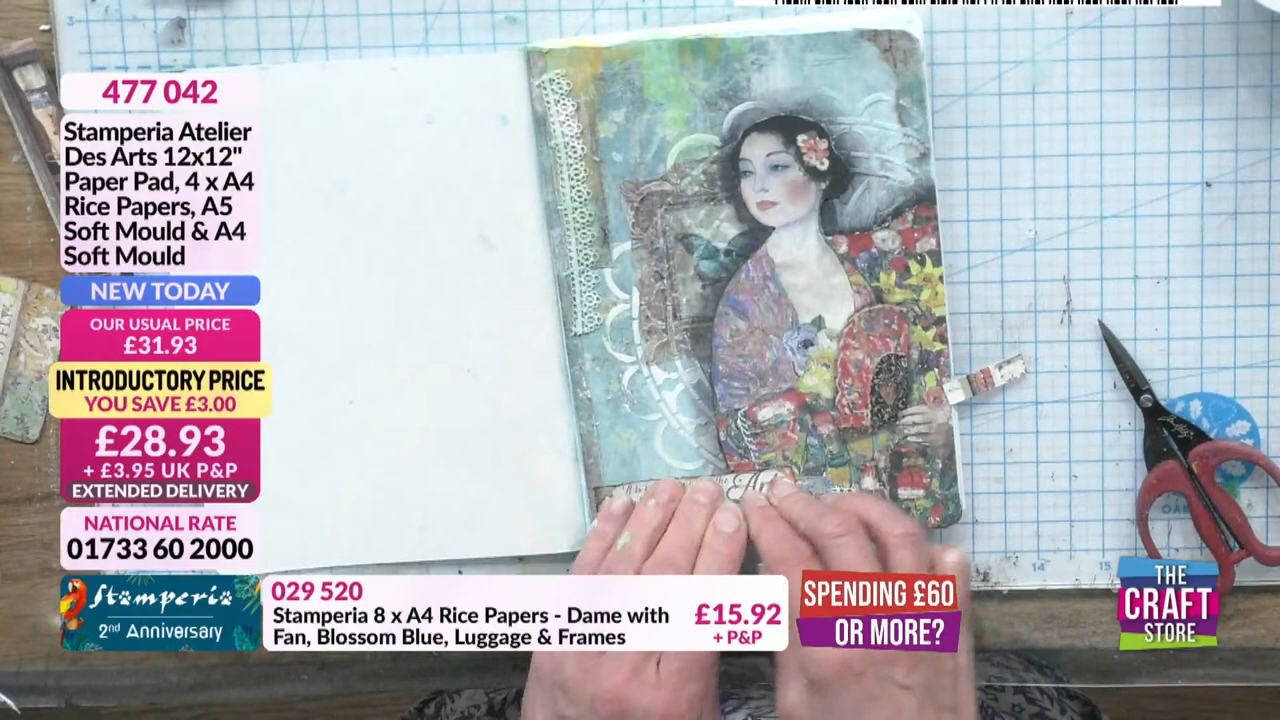 477 042
Stamperia Atelier
Des Arts 12x12"
Paper Pad, 4 x A4
Rice Papers, A5
Soft Mould & A4
Soft Mould
NEW TODAY
OUR USUAL PRICE
£31.93
INTRODUCTORY PRICE
YOU SAVE £3.00
£28.93
+ £3.95 UK P&P
EXTENDED DELIVERY
NATIONAL RATE
01733 60 2000
Stamperia
2nd Anniversary
029 520
Stamperia 8 x A4 Rice Papers - Dame with
Fan, Blossom Blue, Luggage & Frames
£15.92
+ P&P
SPENDING £60
OR MORE?
THE
CRAFT
STORE
14
15